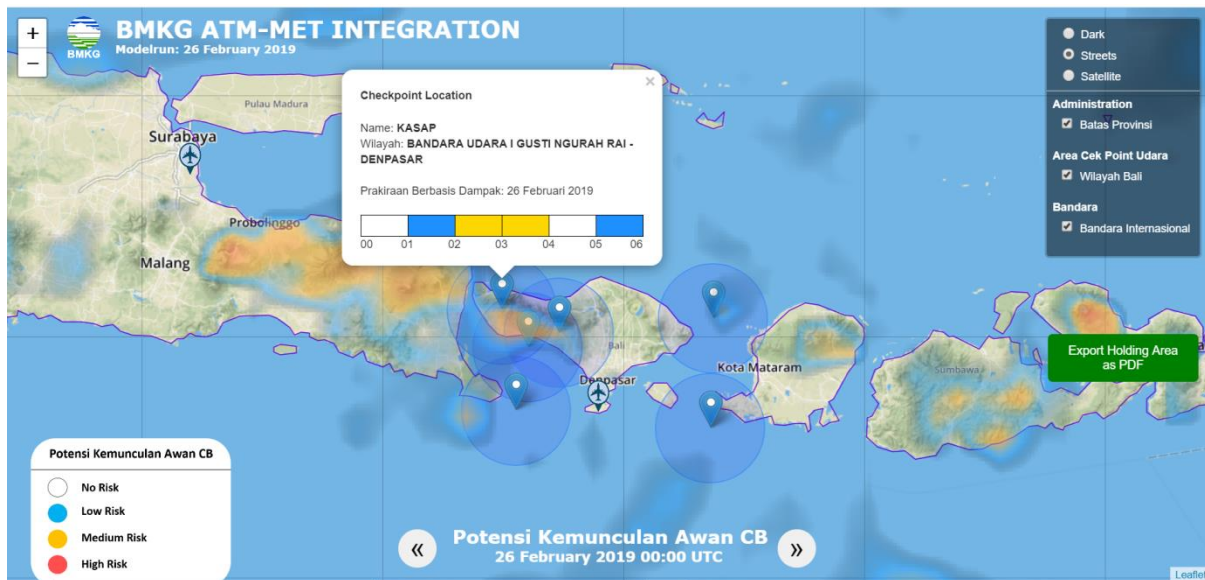 +
−
BMKG
BMKG ATM-MET INTEGRATION
Modelrun: 26 February 2019
Dark
Streets
Satellite
Administration
Batas Provinsi
Area Cek Point Udara
Wilayah Bali
Bandara
Bandara Internasional
×
Checkpoint Location
Name: KASAP
Wilayah: BANDARA UDARA I GUSTI NGURAH RAI -
DENPASAR
Prakiraan Berbasis Dampak: 26 Februari 2019
00 01 02 03 04 05 06
Pulau Madura
Surabaya
Probolinggo
Malang
Bali
Denpasar
Kota Mataram
Sumbawa
Export Holding Area
as PDF
Potensi Kemunculan Awan CB
No Risk
Low Risk
Medium Risk
High Risk
«
Potensi Kemunculan Awan CB
26 February 2019 00:00 UTC
»
Leaflet